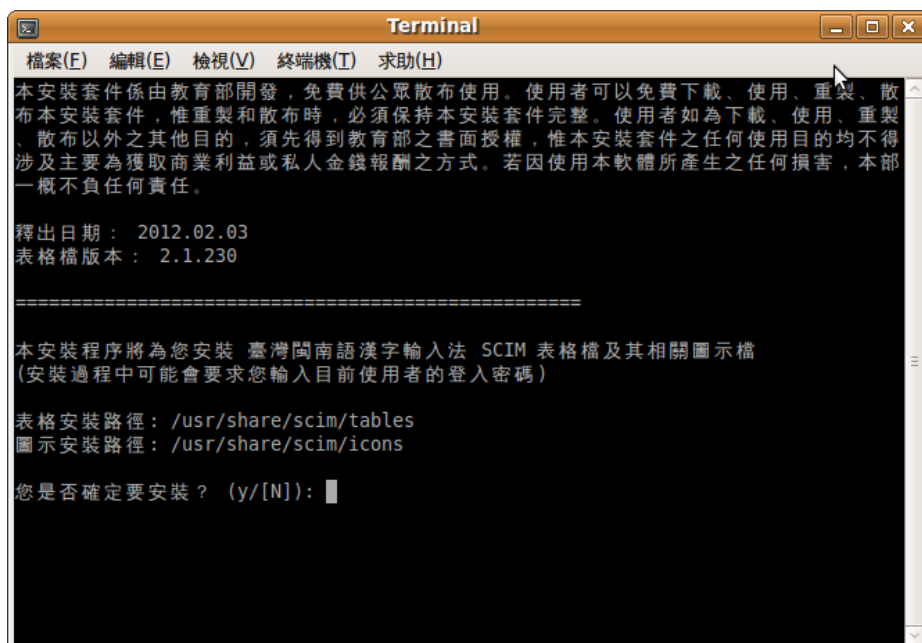 Terminal
檔案(F) 編輯(E) 檢視(V) 終端機(T) 求助(H)
本安裝套件係由教育部開發，免費供公眾散布使用。使用者可以免費下載、使用、重製、散
布本安裝套件，惟重製和散布時，必須保持本安裝套件完整。使用者如為下載、使用、重製
、散布以外之其他目的，須先得到教育部之書面授權，惟本安裝套件之任何使用目的均不得
涉及主要為獲取商業利益或私人金錢報酬之方式。若因使用本軟體所產生之任何損害，本部
一概不負任何責任。
釋出日期： 2012.02.03
表格檔版本： 2.1.230
===================================================
本安裝程序將為您安裝 臺灣閩南語漢字輸入法 SCIM 表格檔及其相關圖示檔
(安裝過程中可能會要求您輸入目前使用者的登入密碼)
表格安裝路徑: /usr/share/scim/tables
圖示安裝路徑: /usr/share/scim/icons
您是否確定要安裝？ (y/[N]):